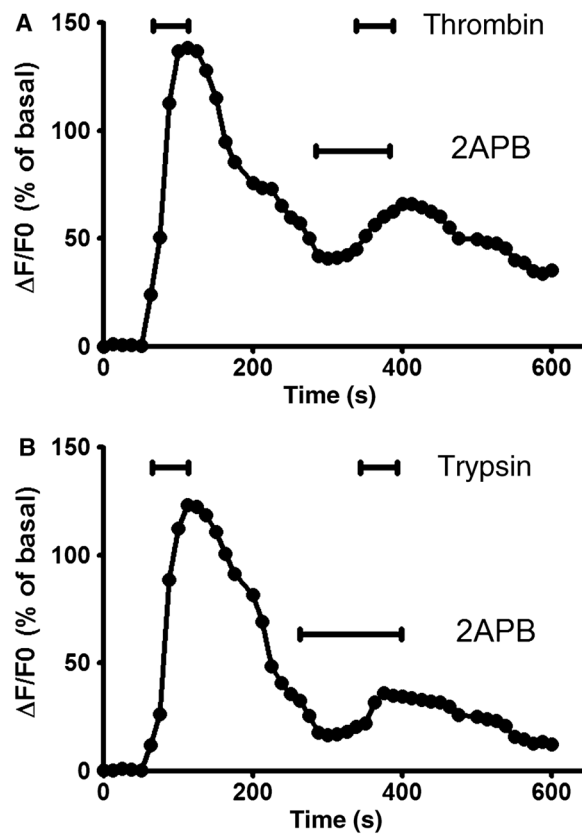 A
150
Thrombin
100
2APB
50
0
0 200 400 600
ΔF/F0 (% of basal)
Time (s)
B
150
Trypsin
100
2APB
50
0
0 200 400 600
ΔF/F0 (% of basal)
Time (s)